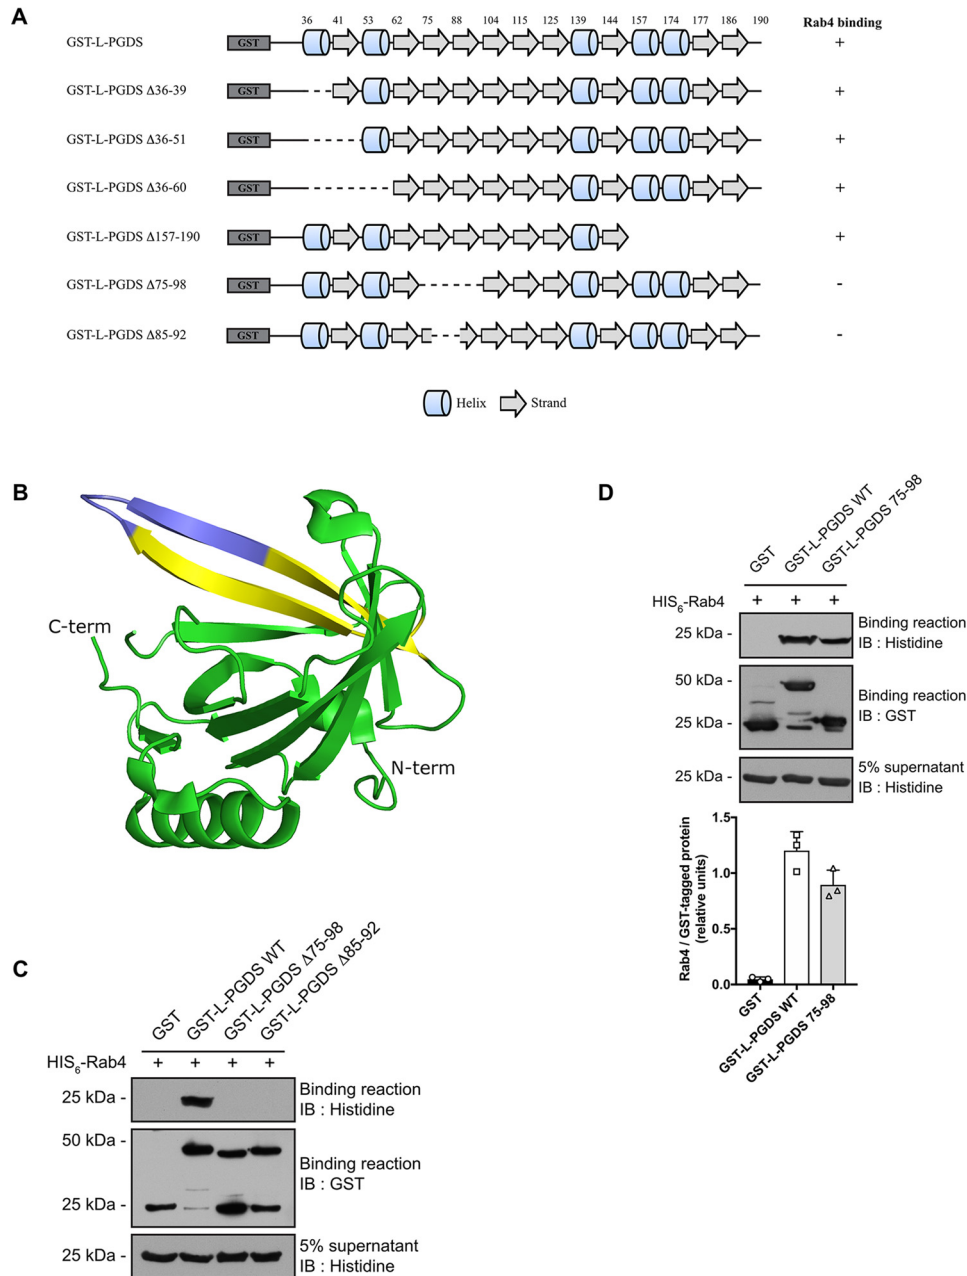 A
36 41 53 62 75 88 104 115 125 139 144 157 174 177 186 190 Rab4 binding
GST-L-PGDS GST +
GST-L-PGDS Δ36-39 GST +
GST-L-PGDS Δ36-51 GST +
GST-L-PGDS Δ36-60 GST +
GST-L-PGDS Δ157-190 GST +
GST-L-PGDS Δ75-98 GST -
GST-L-PGDS Δ85-92 GST -
Helix Strand
B
C-term
N-term
C
GST
GST-L-PGDS WT
GST-L-PGDS Δ75-98
GST-L-PGDS Δ85-92
HIS6-Rab4 + + + +
25 kDa - Binding reaction
IB : Histidine
50 kDa -
Binding reaction
IB : GST
25 kDa -
25 kDa - 5% supernatant
IB : Histidine
D
GST
GST-L-PGDS WT
GST-L-PGDS 75-98
HIS6-Rab4 + + +
25 kDa - Binding reaction
IB : Histidine
50 kDa -
Binding reaction
IB : GST
25 kDa -
25 kDa - 5% supernatant
IB : Histidine
Rab4 / GST-tagged protein
(relative units)
1.5
1.0
0.5
0.0
GST
GST-L-PGDS WT
GST-L-PGDS 75-98